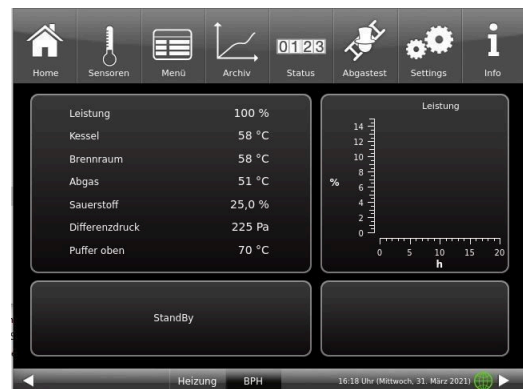 Home Sensoren Menü Archiv Status Abgastest Settings Info
0123
Leistung 100 %
Kessel 58 °C
Brennraum 58 °C
Abgas 51 °C
Sauerstoff 25,0 %
Differenzdruck 225 Pa
Puffer oben 70 °C
Leistung
14
12
10
8
% 6
4
2
0
0 5 10 15 20
h
StandBy
Heizung BPH 16:18 Uhr (Mittwoch, 31. März 2021)